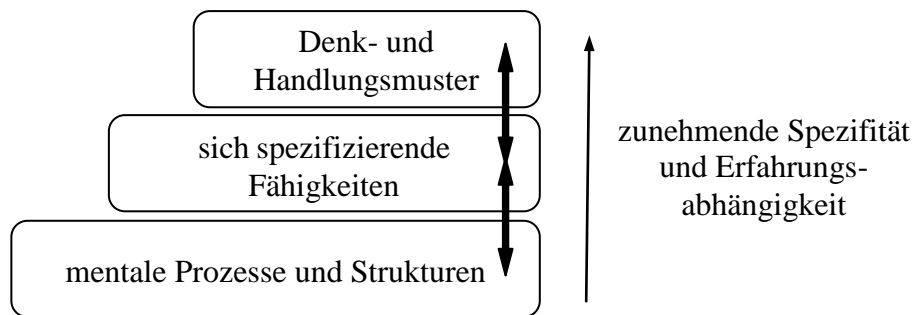 Denk- und
Handlungsmuster
sich spezifizierende
Fähigkeiten
mentale Prozesse und Strukturen
zunehmende Spezifität
und Erfahrungs-
abhängigkeit